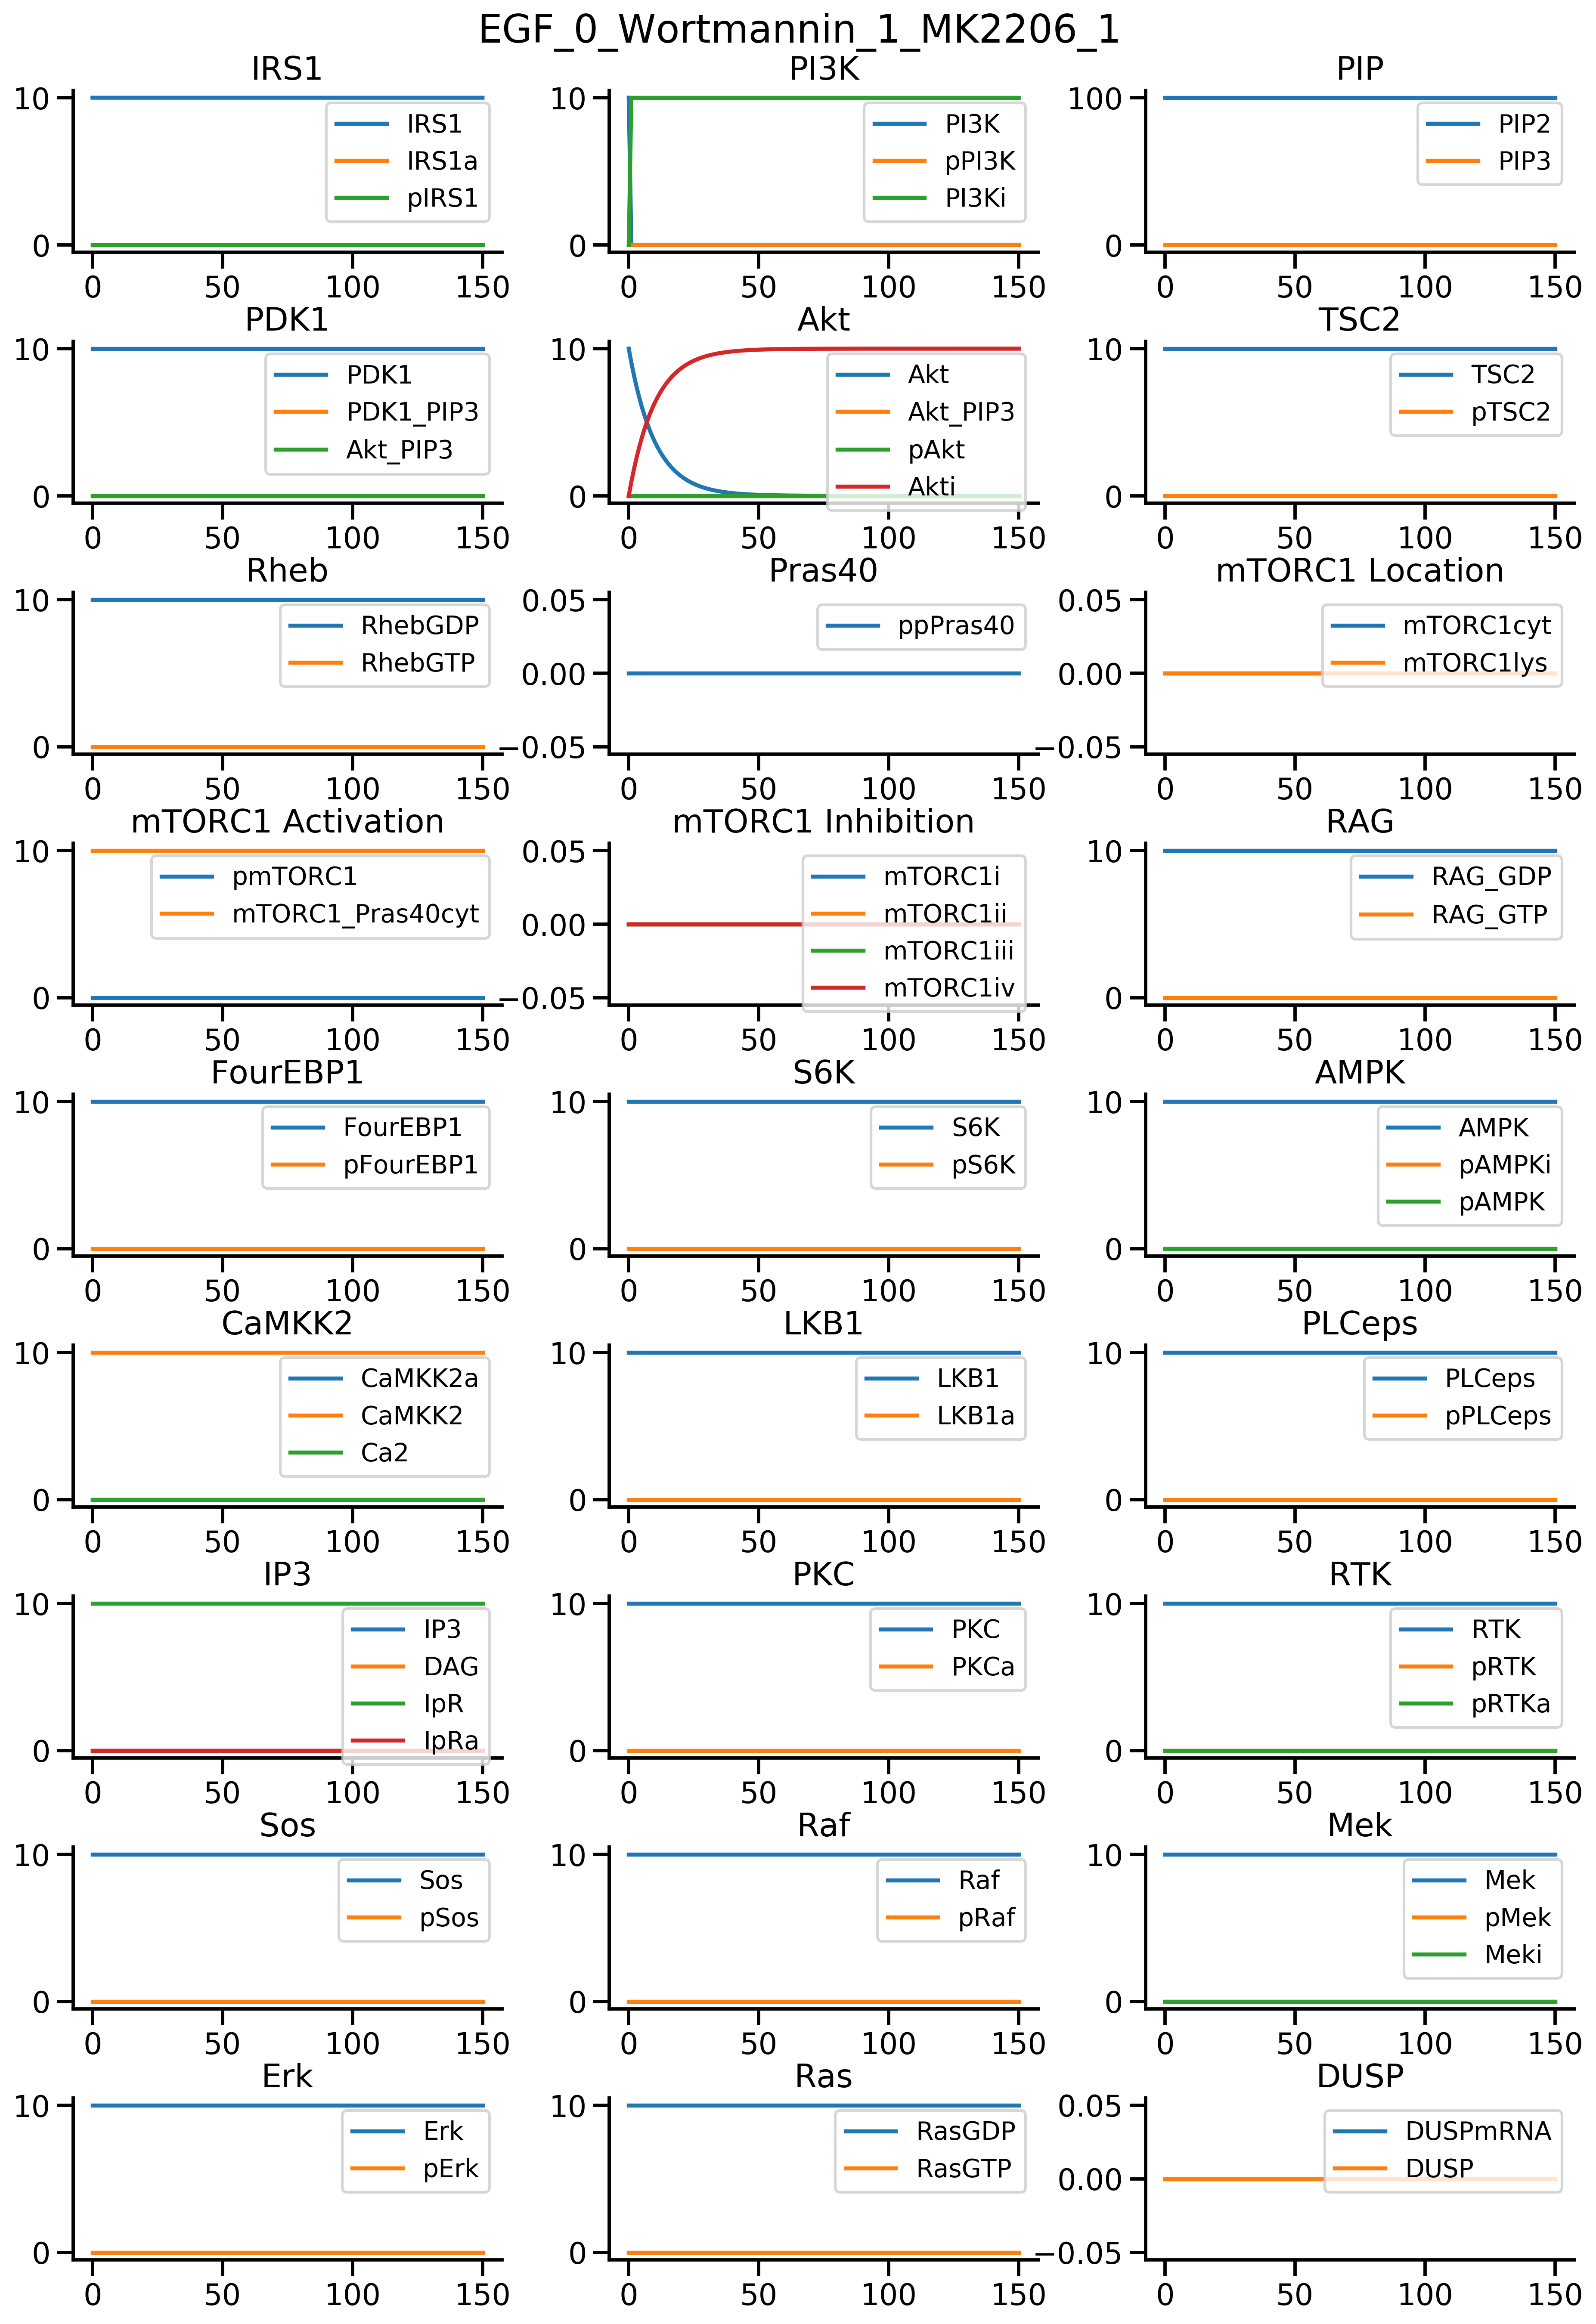 EGF_0_Wortmannin_1_MK2206_1
IRS1
10
0
0 50 100 150
IRS1
IRS1a
pIRS1
PI3K
10
0
0 50 100 150
PI3K
pPI3K
PI3Ki
PIP
100
0
0 50 100 150
PIP2
PIP3
PDK1
10
0
0 50 100 150
PDK1
PDK1_PIP3
Akt_PIP3
Akt
10
0
0 50 100 150
Akt
Akt_PIP3
pAkt
Akti
TSC2
10
0
0 50 100 150
TSC2
pTSC2
Rheb
10
0
0 50 100 150
RhebGDP
RhebGTP
Pras40
0.05
0.00
−0.05
0 50 100 150
ppPras40
mTORC1 Location
0.05
0.00
−0.05
0 50 100 150
mTORC1cyt
mTORC1lys
mTORC1 Activation
10
0
0 50 100 150
pmTORC1
mTORC1_Pras40cyt
mTORC1 Inhibition
0.05
0.00
−0.05
0 50 100 150
mTORC1i
mTORC1ii
mTORC1iii
mTORC1iv
RAG
10
0
0 50 100 150
RAG_GDP
RAG_GTP
FourEBP1
10
0
0 50 100 150
FourEBP1
pFourEBP1
S6K
10
0
0 50 100 150
S6K
pS6K
AMPK
10
0
0 50 100 150
AMPK
pAMPKi
pAMPK
CaMKK2
10
0
0 50 100 150
CaMKK2a
CaMKK2
Ca2
LKB1
10
0
0 50 100 150
LKB1
LKB1a
PLCeps
10
0
0 50 100 150
PLCeps
pPLCeps
IP3
10
0
0 50 100 150
IP3
DAG
IpR
IpRa
PKC
10
0
0 50 100 150
PKC
PKCa
RTK
10
0
0 50 100 150
RTK
pRTK
pRTKa
Sos
10
0
0 50 100 150
Sos
pSos
Raf
10
0
0 50 100 150
Raf
pRaf
Mek
10
0
0 50 100 150
Mek
pMek
Meki
Erk
10
0
0 50 100 150
Erk
pErk
Ras
10
0
0 50 100 150
RasGDP
RasGTP
DUSP
0.05
0.00
−0.05
0 50 100 150
DUSPmRNA
DUSP